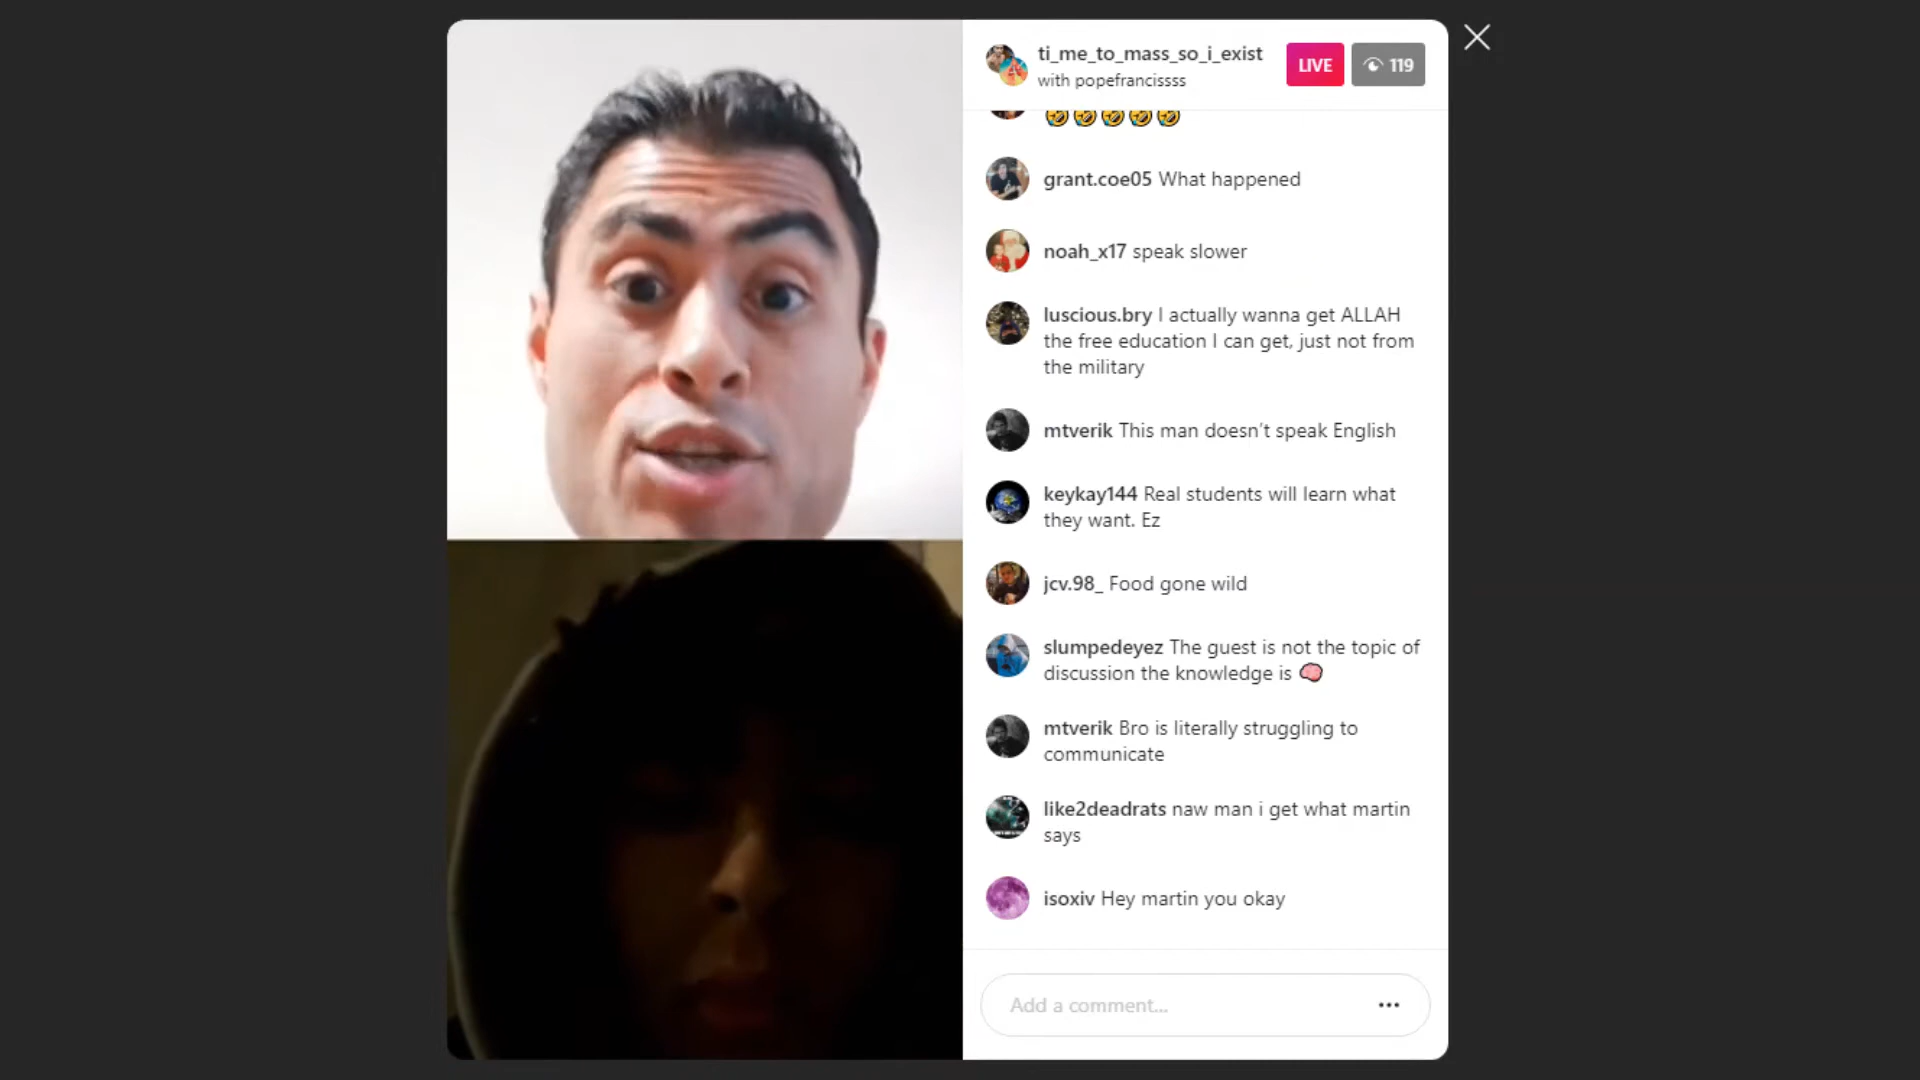 ti_me_to_mass_so_i_exist
with popefrancissss
LIVE
119
🤣🤣🤣🤣🤣
grant.coe05 What happened
noah_x17 speak slower
luscious.bry I actually wanna get ALLAH
the free education I can get, just not from
the military
mtverik This man doesn’t speak English
keykay144 Real students will learn what
they want. Ez
jcv.98_ Food gone wild
slumpedeyez The guest is not the topic of
discussion the knowledge is 🧠
mtverik Bro is literally struggling to
communicate
like2deadrats naw man i get what martin
says
isoxiv Hey martin you okay
Add a comment...